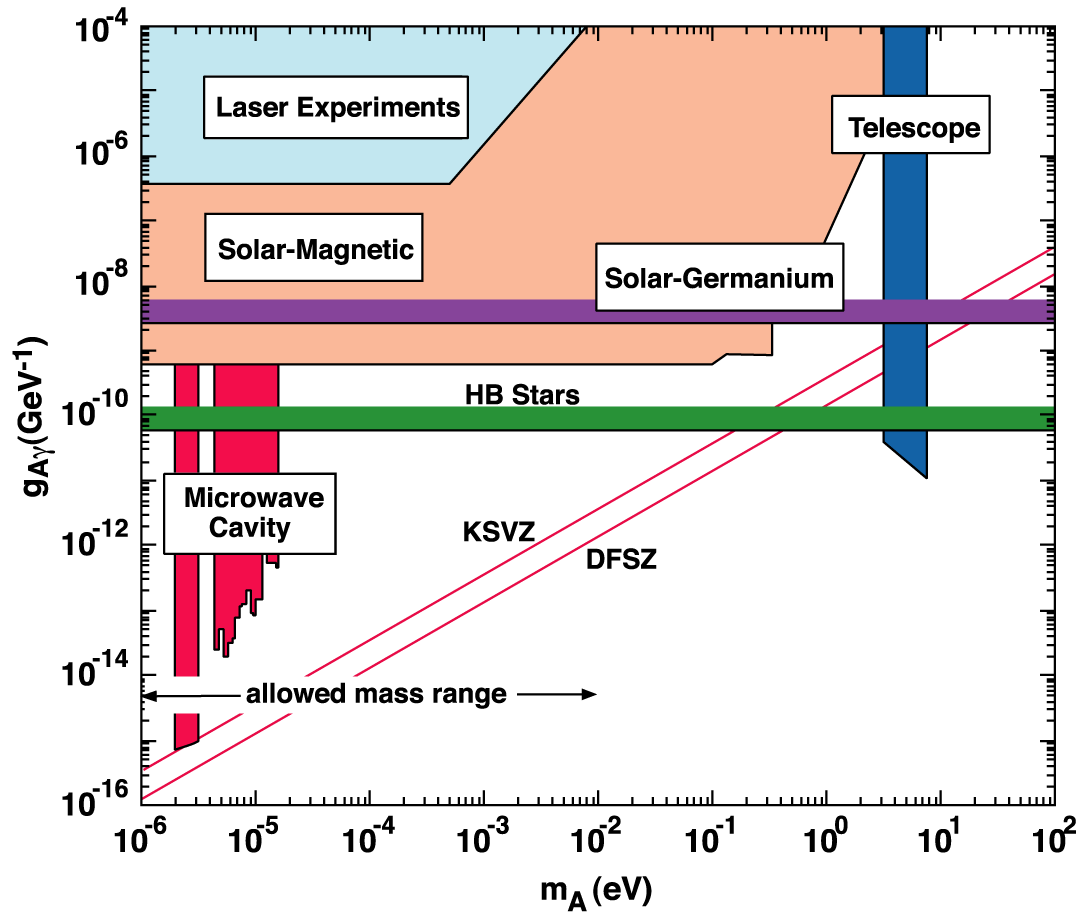 10-4
Laser Experiments
Telescope
10-6
Solar-Magnetic
Solar-Germanium
10-8
gAγ(GeV-1)
HB Stars
10-10
Microwave
Cavity
KSVZ
10-12
DFSZ
10-14
allowed mass range
10-16
10-6 10-5 10-4 10-3 10-2 10-1 100 101 102
mA (eV)